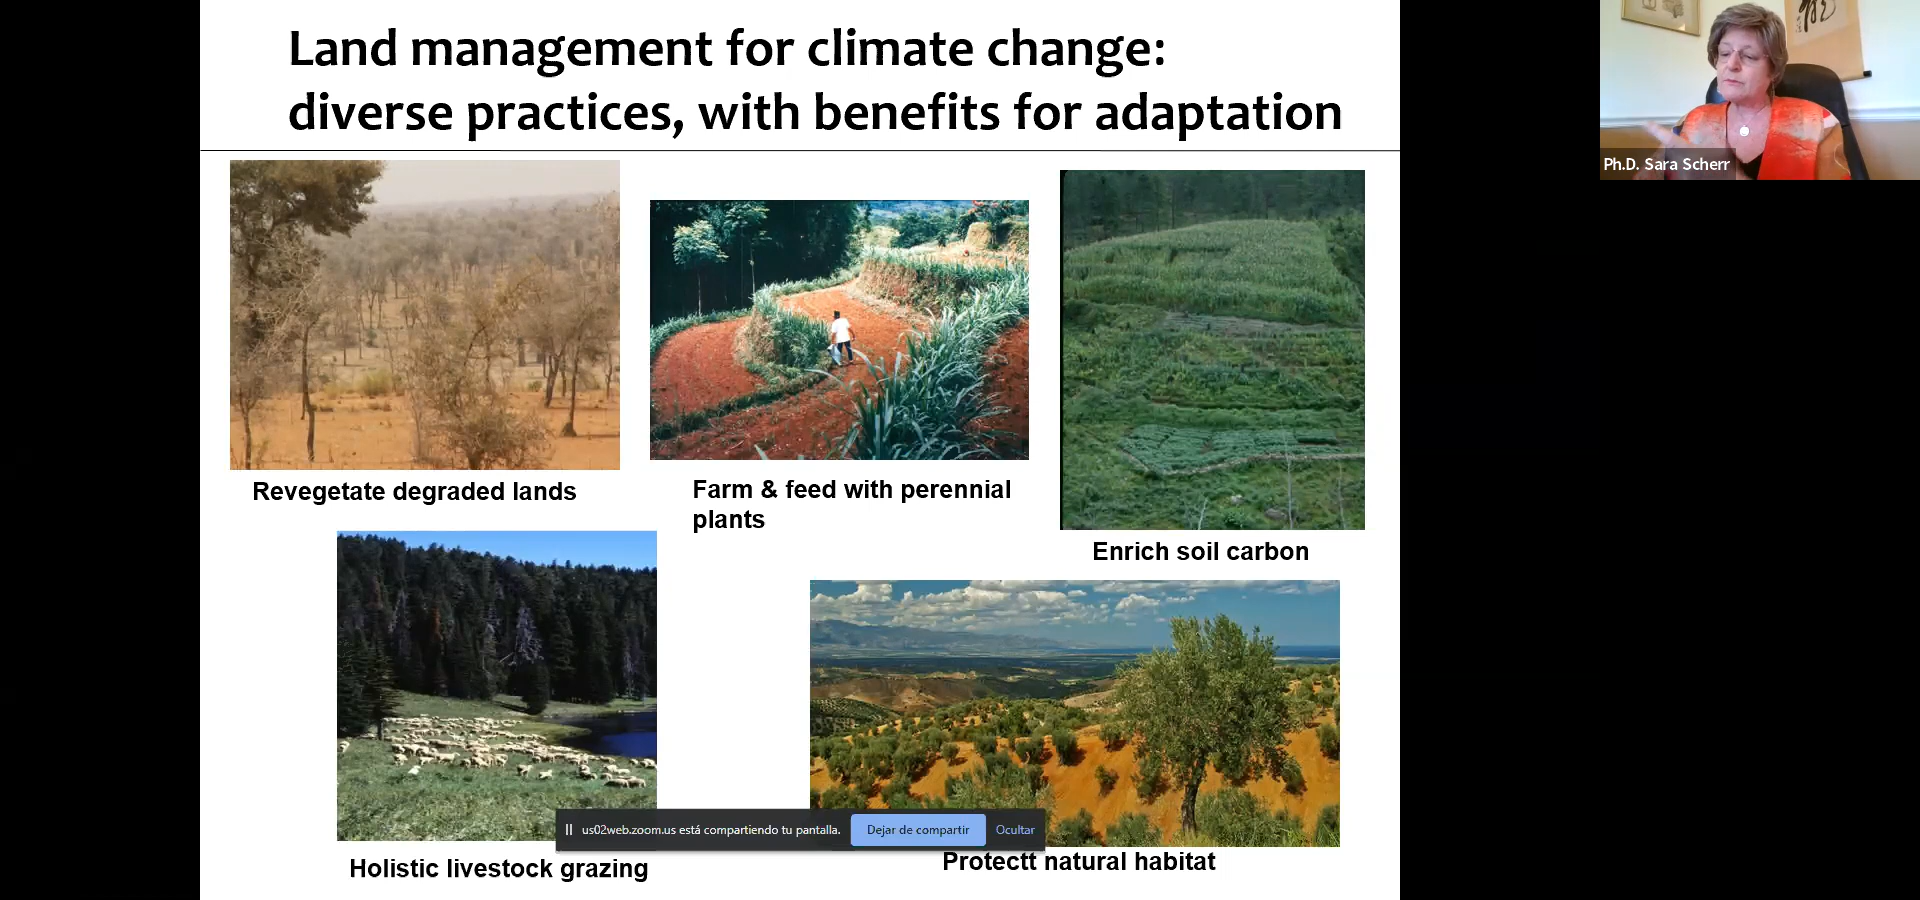 Land management for climate change:
diverse practices, with benefits for adaptation
Ph.D. Sara Scherr
Revegetate degraded lands
Farm & feed with perennial
plants
Enrich soil carbon
us02web.zoom.us está compartiendo tu pantalla.
Dejar de compartir
Ocultar
Holistic livestock grazing
Protectt natural habitat